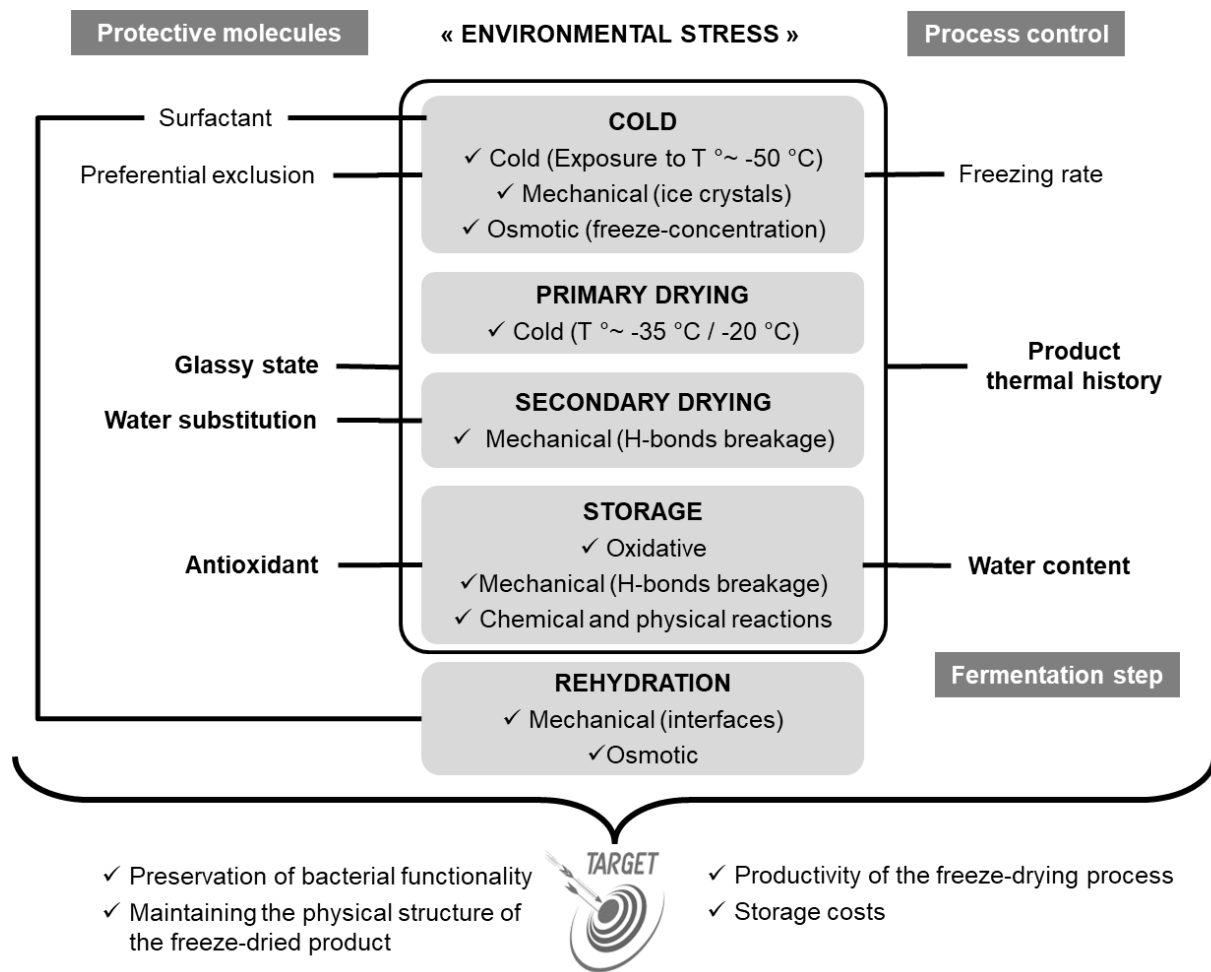 Protective molecules
« ENVIRONMENTAL STRESS »
Process control
Surfactant
COLD
✓ Cold (Exposure to T °~ -50 °C)
Preferential exclusion
Freezing rate
✓ Mechanical (ice crystals)
✓ Osmotic (freeze-concentration)
PRIMARY DRYING
✓ Cold (T °~ -35 °C / -20 °C)
Glassy state
Product
thermal history
SECONDARY DRYING
Water substitution
✓ Mechanical (H-bonds breakage)
STORAGE
✓ Oxidative
Antioxidant
Water content
✓Mechanical (H-bonds breakage)
✓ Chemical and physical reactions
REHYDRATION
Fermentation step
✓ Mechanical (interfaces)
✓Osmotic
TARGET
✓ Preservation of bacterial functionality
✓ Maintaining the physical structure of
the freeze-dried product
✓ Productivity of the freeze-drying process
✓ Storage costs